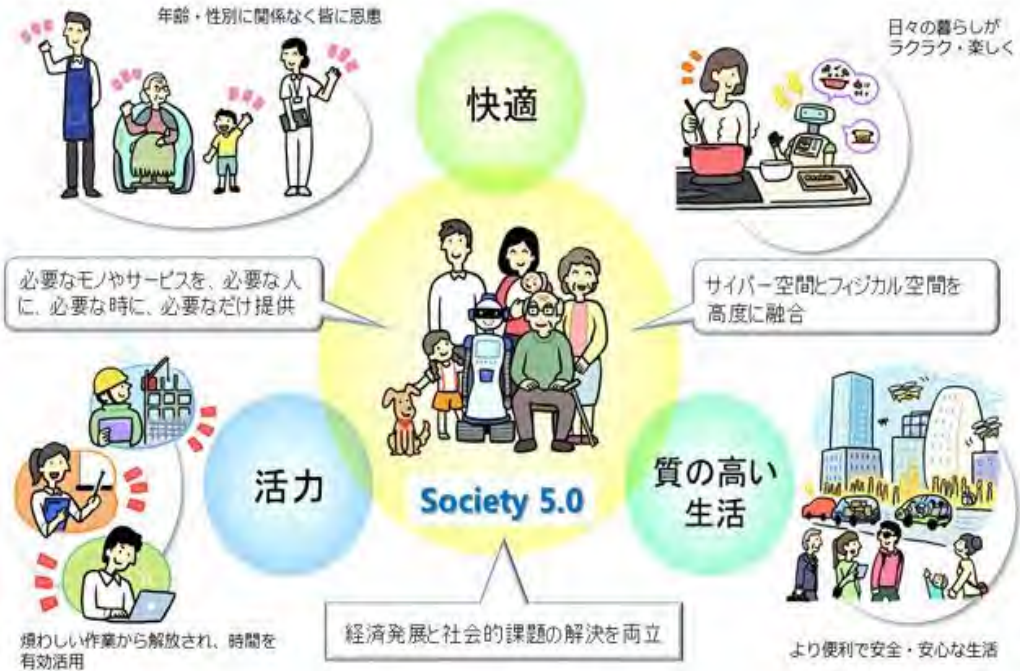 年齢・性別に関係なく皆に恩恵
快適
日々の暮らしが
ラクラク・楽しく
必要なモノやサービスを、必要な人
に、必要な時に、必要なだけ提供
サイバー空間とフィジカル空間を
高度に融合
活力
Society 5.0
質の高い
生活
経済発展と社会的課題の解決を両立
煩わしい作業から解放され、時間を
有効活用
より便利で安全・安心な生活